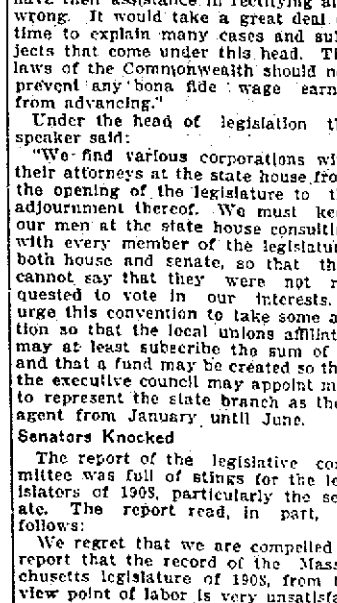 have their assistance in rectifying a
wrong. It would take a great deal
time to explain many cases and su
jects that come under this head. T
laws of the Commonwealth should n
prevent any bona fide wage earn
from advancing."
Under the head of legislation t
speaker said:
"We find various corporations wi
their attorneys at the state house fro
the opening of the legislature to t
adjournment thereof. We must ke
our men at the state house consulti
with every member of the legislatu
both house and senate, so that th
cannot say that they were not r
quested to vote in our interests.
urge this convention to take some a
tion so that the local unions affiliat
may at least subscribe the sum of
and that a fund may be created so th
the executive council may appoint m
to represent the state branch as the
agent from January until June.
Senators Knocked
The report of the legislative co
mittee was full of stings for the le
islators of 1908, particularly the se
ate. The report read, in part,
follows:
We regret that we are compelled
report that the record of the Mass
chusetts legislature of 1908, from t
view point of labor is very unsatisfa